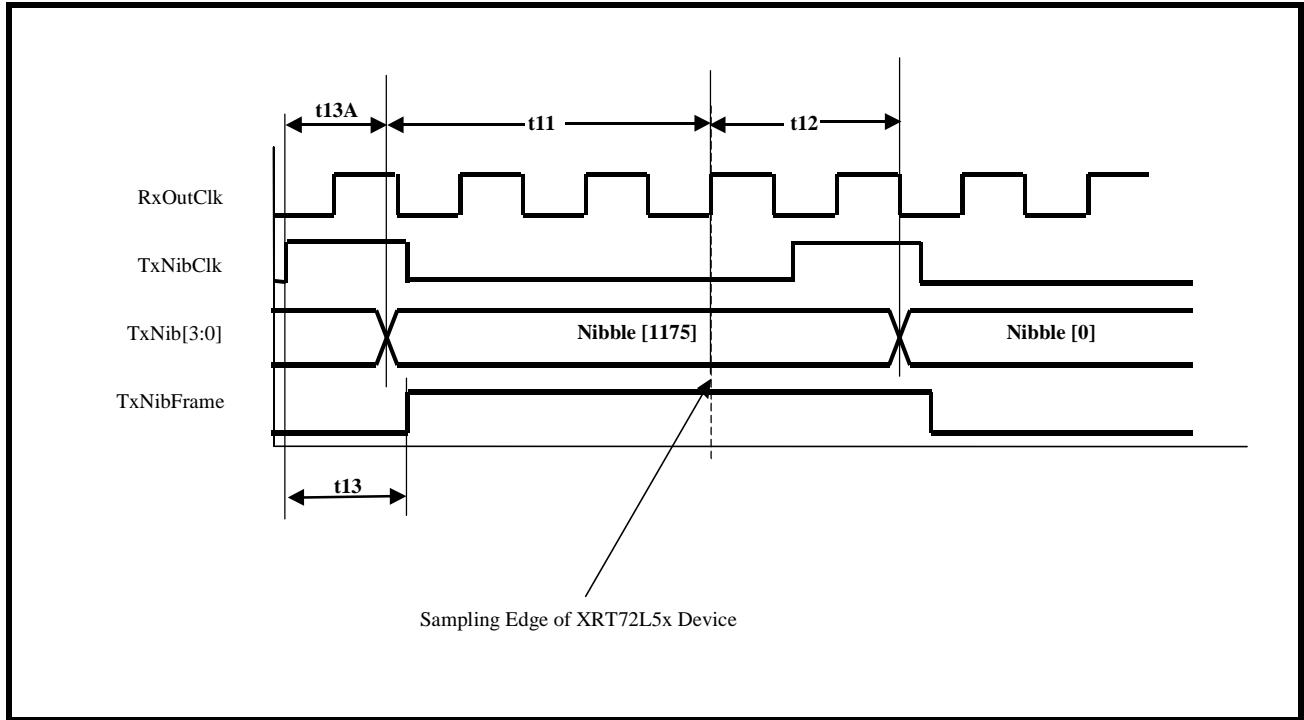 t13A
t11
t12
RxOutClk
TxNibClk
TxNib[3:0]
Nibble [1175]
Nibble [0]
TxNibFrame
t13
Sampling Edge of XRT72L5x Device